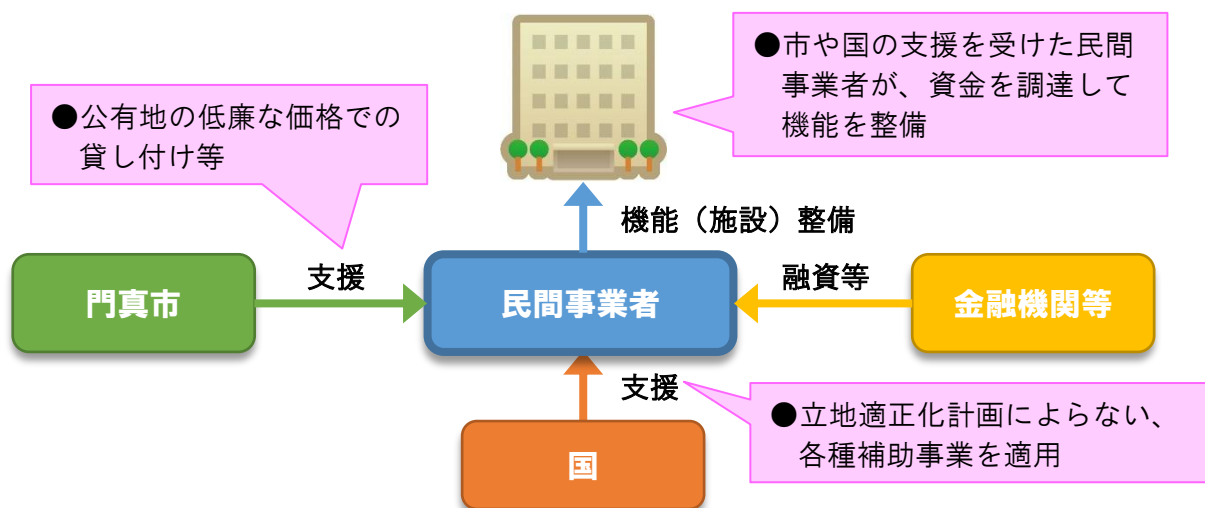 ●市や国の支援を受けた民間
事業者が、資金を調達して
機能を整備
●公有地の低廉な価格での
貸し付け等
機能（施設）整備
門真市
支援
民間事業者
融資等
金融機関等
支援
国
●立地適正化計画によらない、
各種補助事業を適用